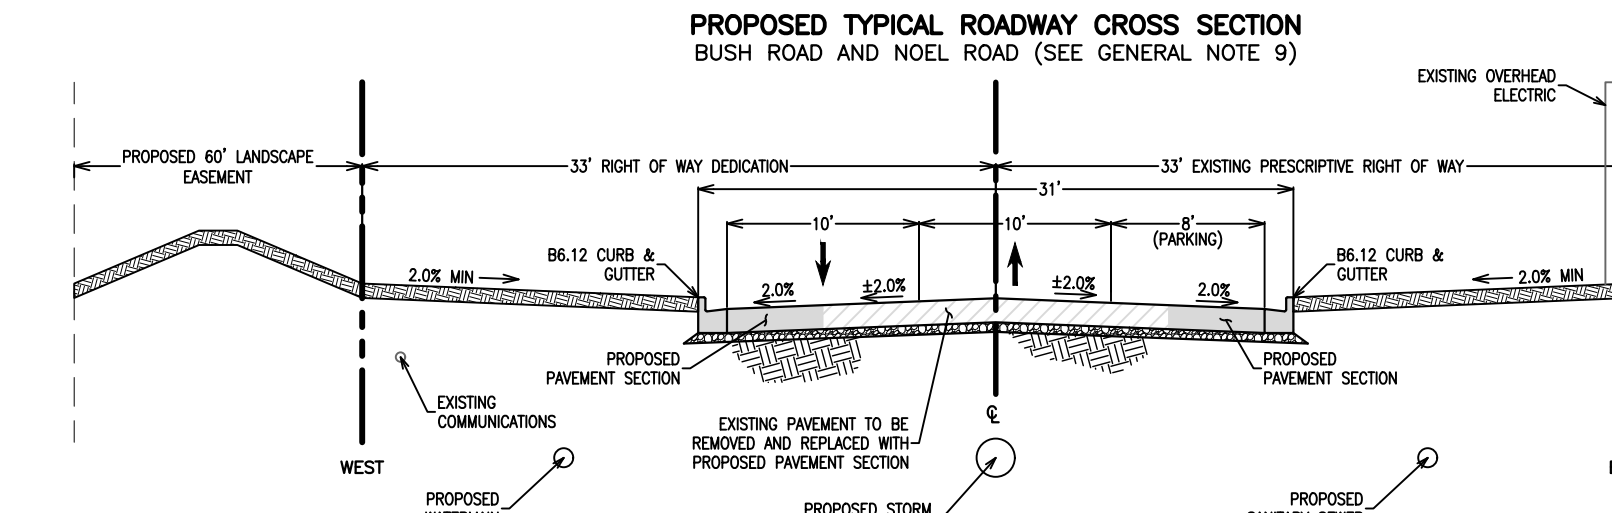 PROPOSED TYPICAL ROADWAY CROSS SECTION
BUSH ROAD AND NOEL ROAD (SEE GENERAL NOTE 9)
EXISTING OVERHEAD
ELECTRIC
PROPOSED 60' LANDSCAPE
EASEMENT
33' RIGHT OF WAY DEDICATION
33' EXISTING PRESCRIPTIVE RIGHT OF WAY
31'
10'
10'
8'
(PARKING)
B6.12 CURB &
GUTTER
B6.12 CURB &
GUTTER
2.0% MIN
2.0%
±2.0%
±2.0%
2.0%
2.0% MIN
PROPOSED
PAVEMENT SECTION
PROPOSED
PAVEMENT SECTION
EXISTING
COMMUNICATIONS
EXISTING PAVEMENT TO BE
REMOVED AND REPLACED WITH
PROPOSED PAVEMENT SECTION
℄
WEST
PROPOSED
WATERMAIN
PROPOSED STORM
PROPOSED
SANITARY SEWER